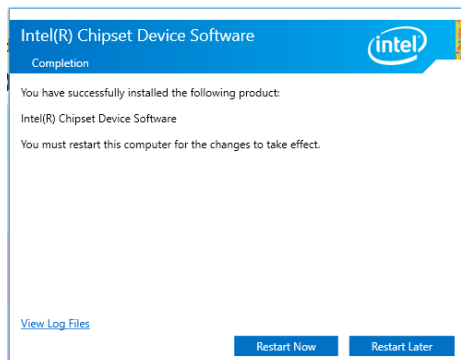 Intel(R) Chipset Device Software
intel
Completion
You have successfully installed the following product:
Intel(R) Chipset Device Software
You must restart this computer for the changes to take effect.
View Log Files
Restart Now
Restart Later